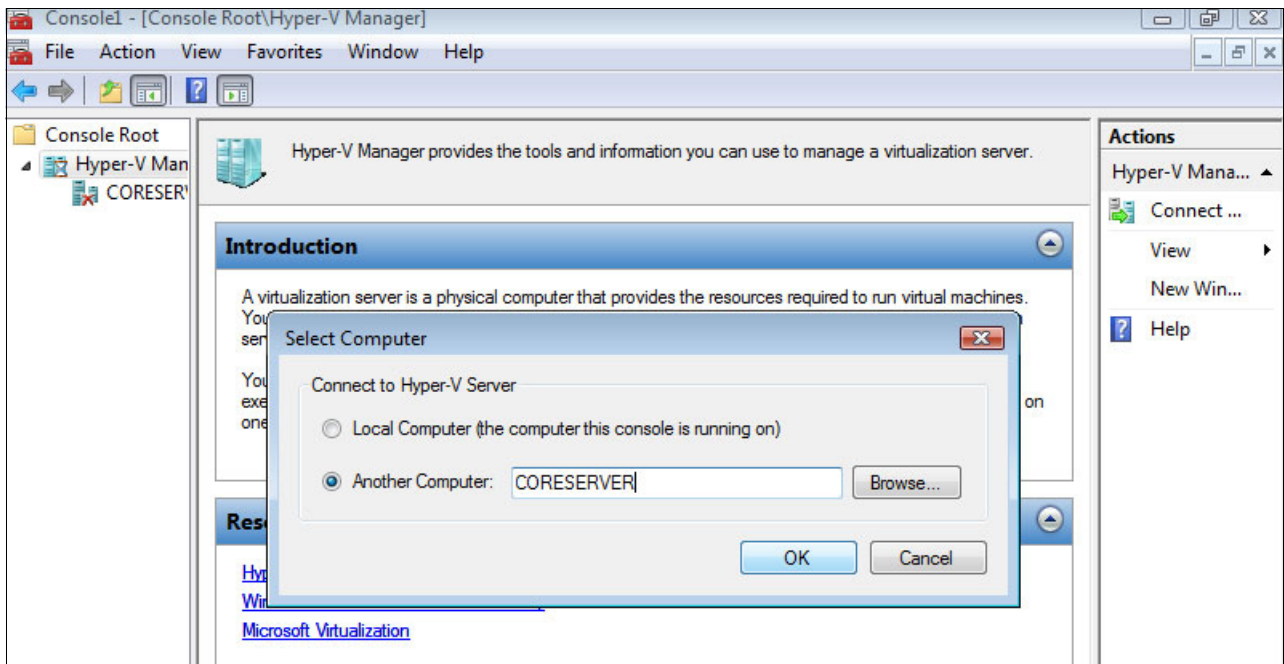 Console1 - [Console Root\Hyper-V Manager]
File Action View Favorites Window Help
Console Root
Hyper-V Man
CORESER
Hyper-V Manager provides the tools and information you can use to manage a virtualization server.
Introduction
A virtualization server is a physical computer that provides the resources required to run virtual machines.
You
ser
You
exe
on
one
Select Computer
Connect to Hyper-V Server
Local Computer (the computer this console is running on)
Another Computer: CORESERVER Browse...
OK Cancel
Res
Hyp
Win
Microsoft Virtualization
Actions
Hyper-V Mana...
Connect ...
View
New Win...
Help